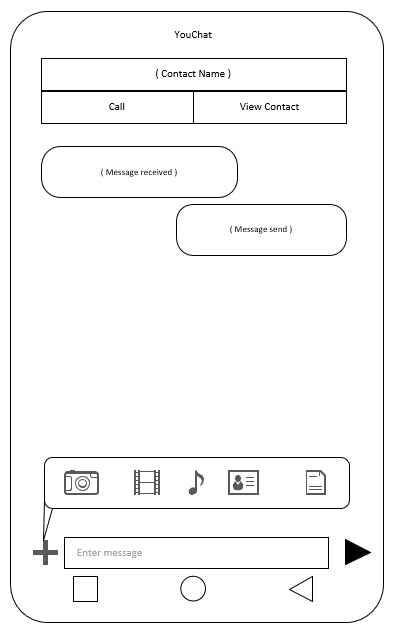 YouChat
( Contact Name )
Call
View Contact
( Message received )
( Message send )
Enter message